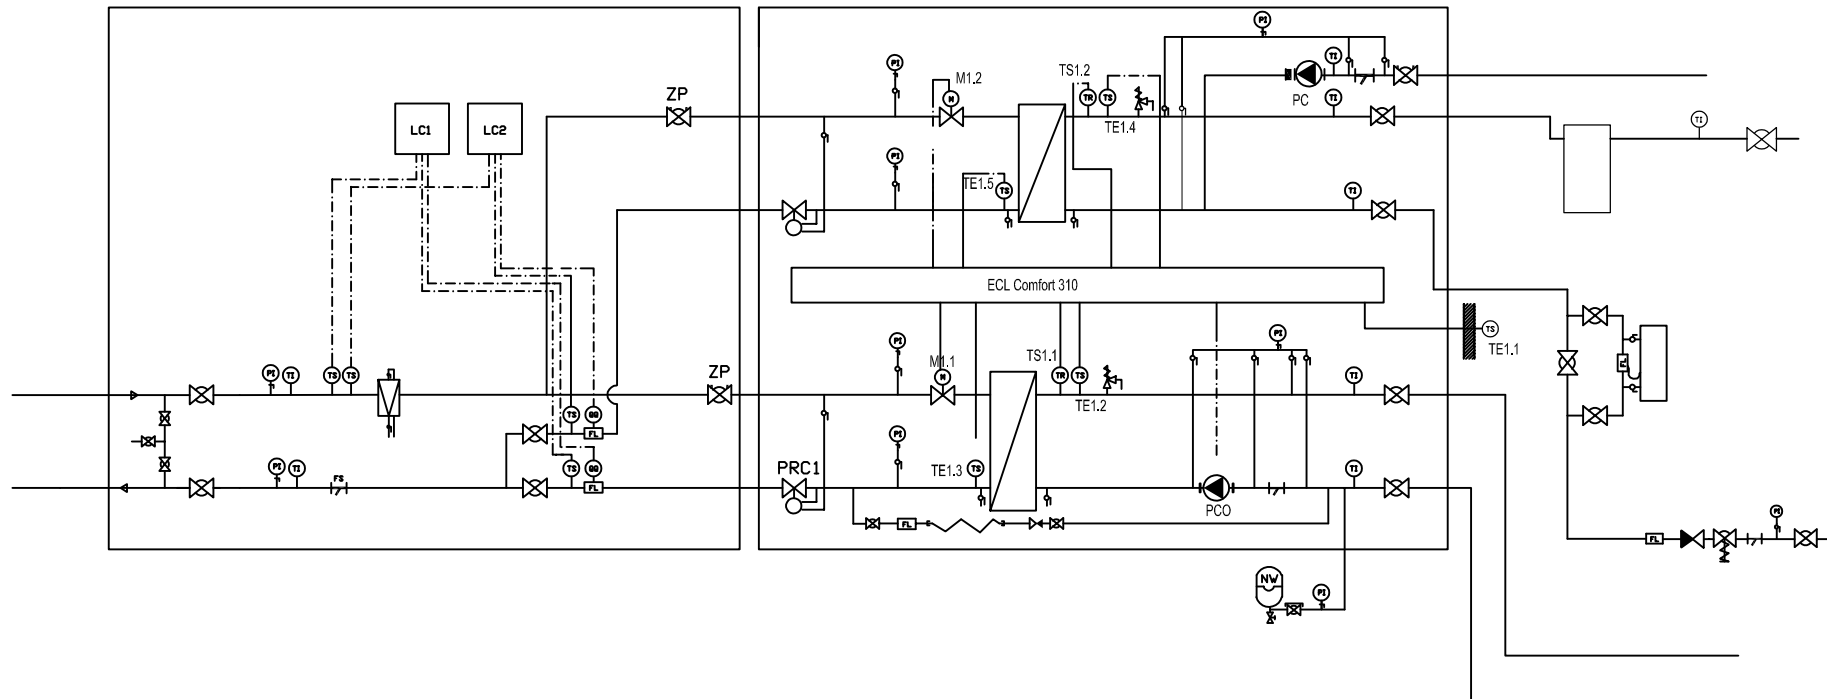 PI
PI
TI
PC
TI
TI
ZP
M1.2
M
TS1.2
TR
TS
TE1.4
LC1
LC2
PI
TE1.5
TS
TI
ECL Comfort 310
TS
TE1.1
FL
ZP
PI
TI
TS
TS
TS
GQ
FL
PI
M1.1
M
TS1.1
TR
TS
TE1.2
PI
TI
PI
TI
FS
TS
GQ
FL
PRC1
PI
TE1.3
TS
PCO
TI
FL
FL
PI
NW
PI